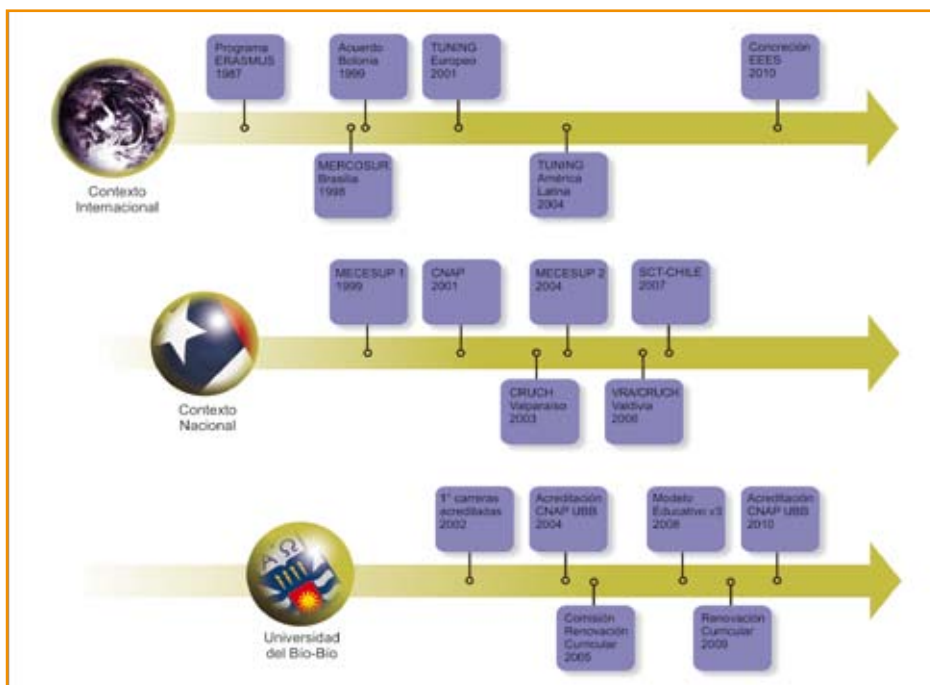 Programa
ERASMUS
1987
Acuerdo
Bolonia
1999
TUNING
Europeo
2001
Concreción
EEES
2010
MERCOSUR
Brasilia
1998
TUNING
América
Latina
2004
Contexto
Internacional
MECESUP 1
1999
CNAP
2001
MECESUP 2
2004
SCT-CHILE
2007
CRUCH
Valparaíso
2003
VRA/CRUCH
Valdivia
2006
Contexto
Nacional
1° carreras
acreditadas
2002
Acreditación
CNAP UBB
2004
Modelo
Educativo v3
2008
Acreditación
CNAP UBB
2010
Comisión
Renovación
Curricular
2005
Renovación
Curricular
2009
Α Ω
Universidad
del Bío-Bío